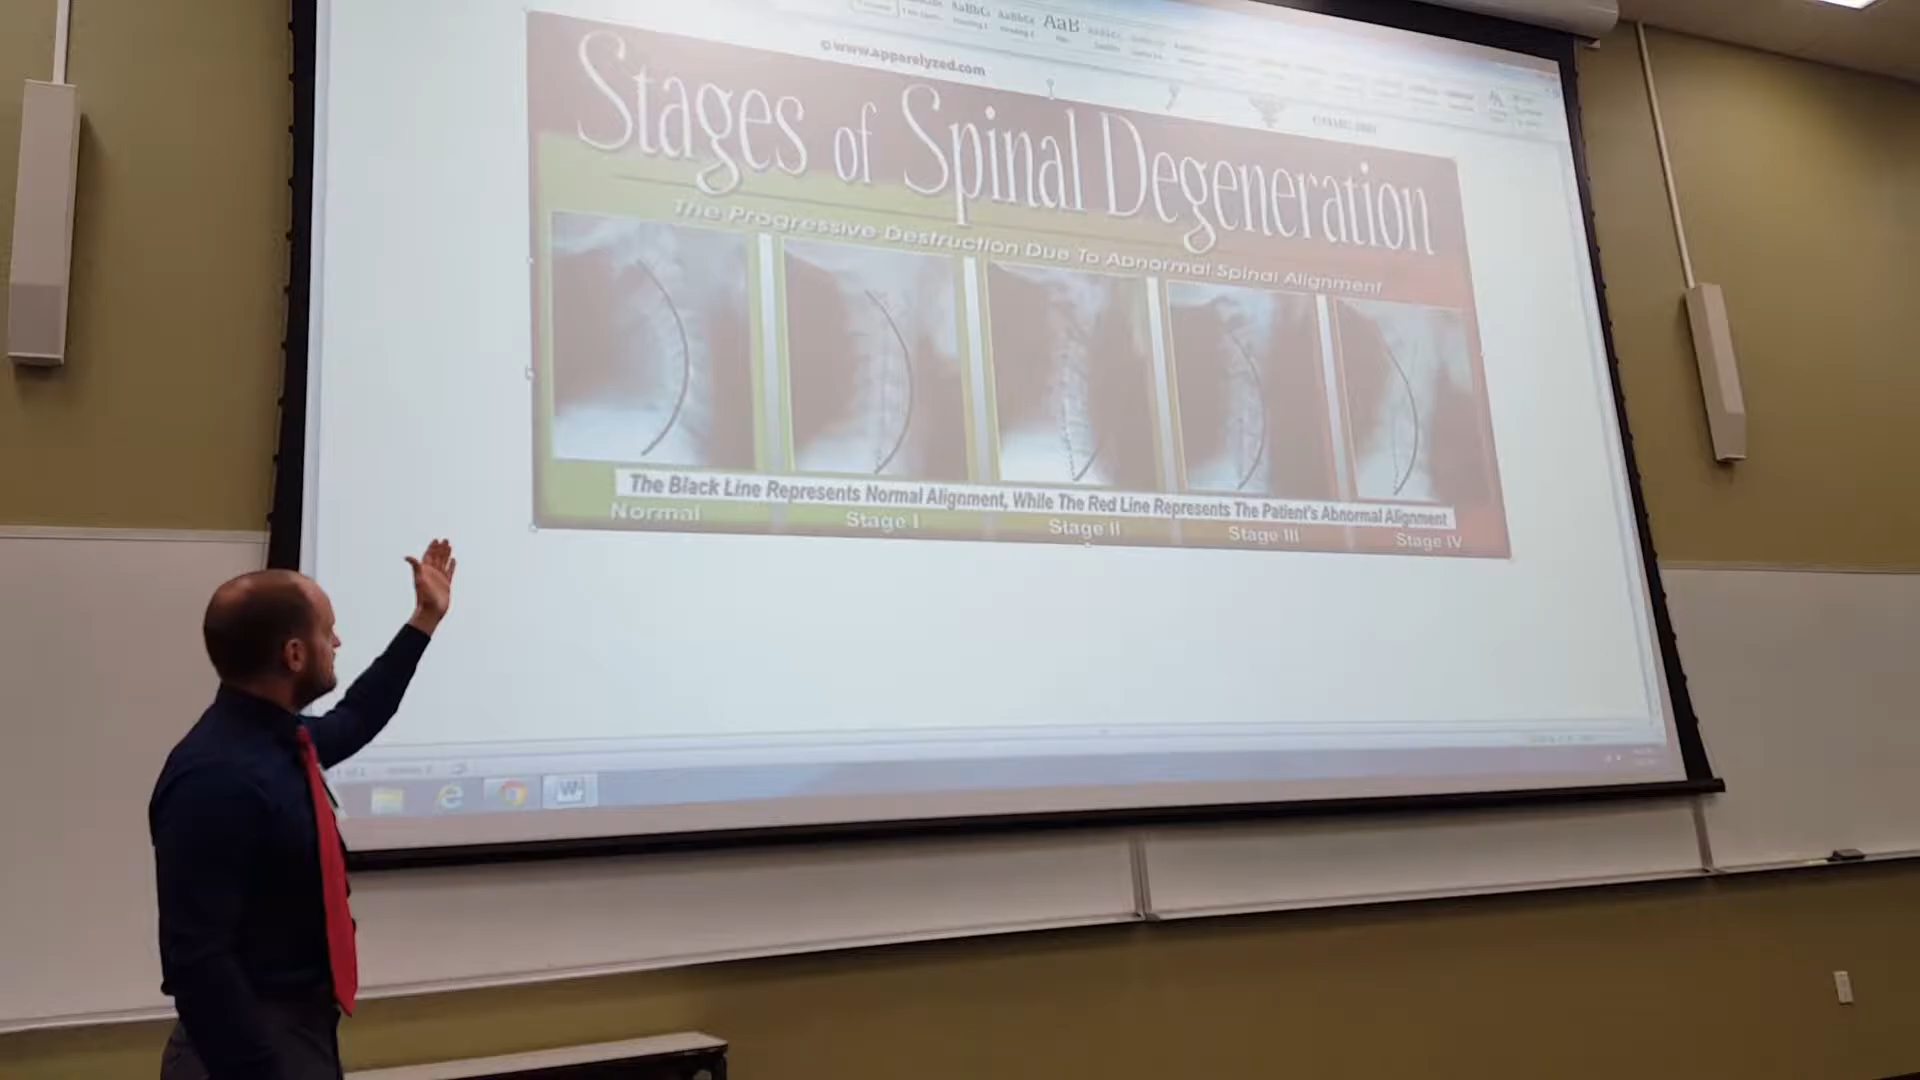 AaBbC
©www.apparelyzed.com
Stages of Spinal Degeneration
The Progressive Destruction Due To Abnormal Spinal Alignment
The Black Line Represents Normal Alignment, While The Red Line Represents The Patient's Abnormal Alignment
Normal Stage I Stage II Stage III Stage IV
W